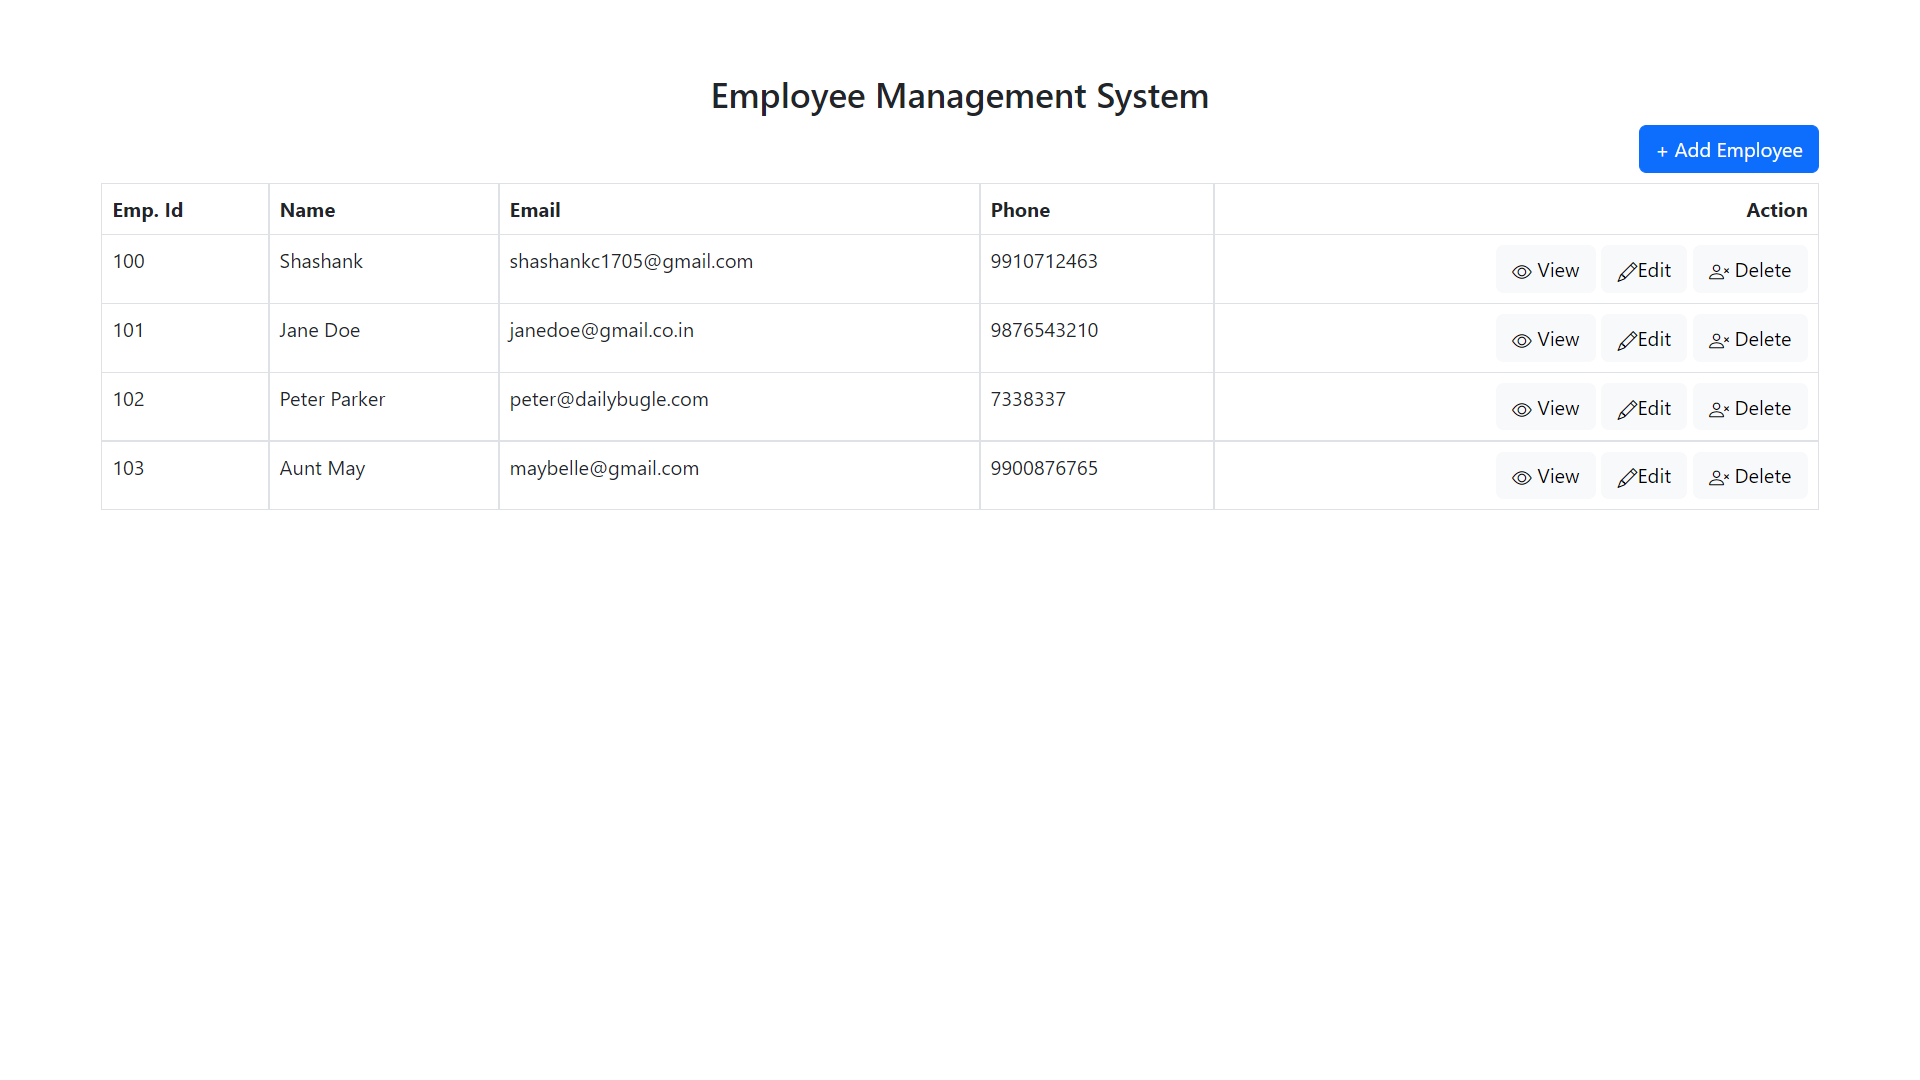 Employee Management System
+ Add Employee
Emp. Id Name Email Phone Action
100 Shashank shashankc1705@gmail.com 9910712463 View Edit Delete
101 Jane Doe janedoe@gmail.co.in 9876543210 View Edit Delete
102 Peter Parker peter@dailybugle.com 7338337 View Edit Delete
103 Aunt May maybelle@gmail.com 9900876765 View Edit Delete